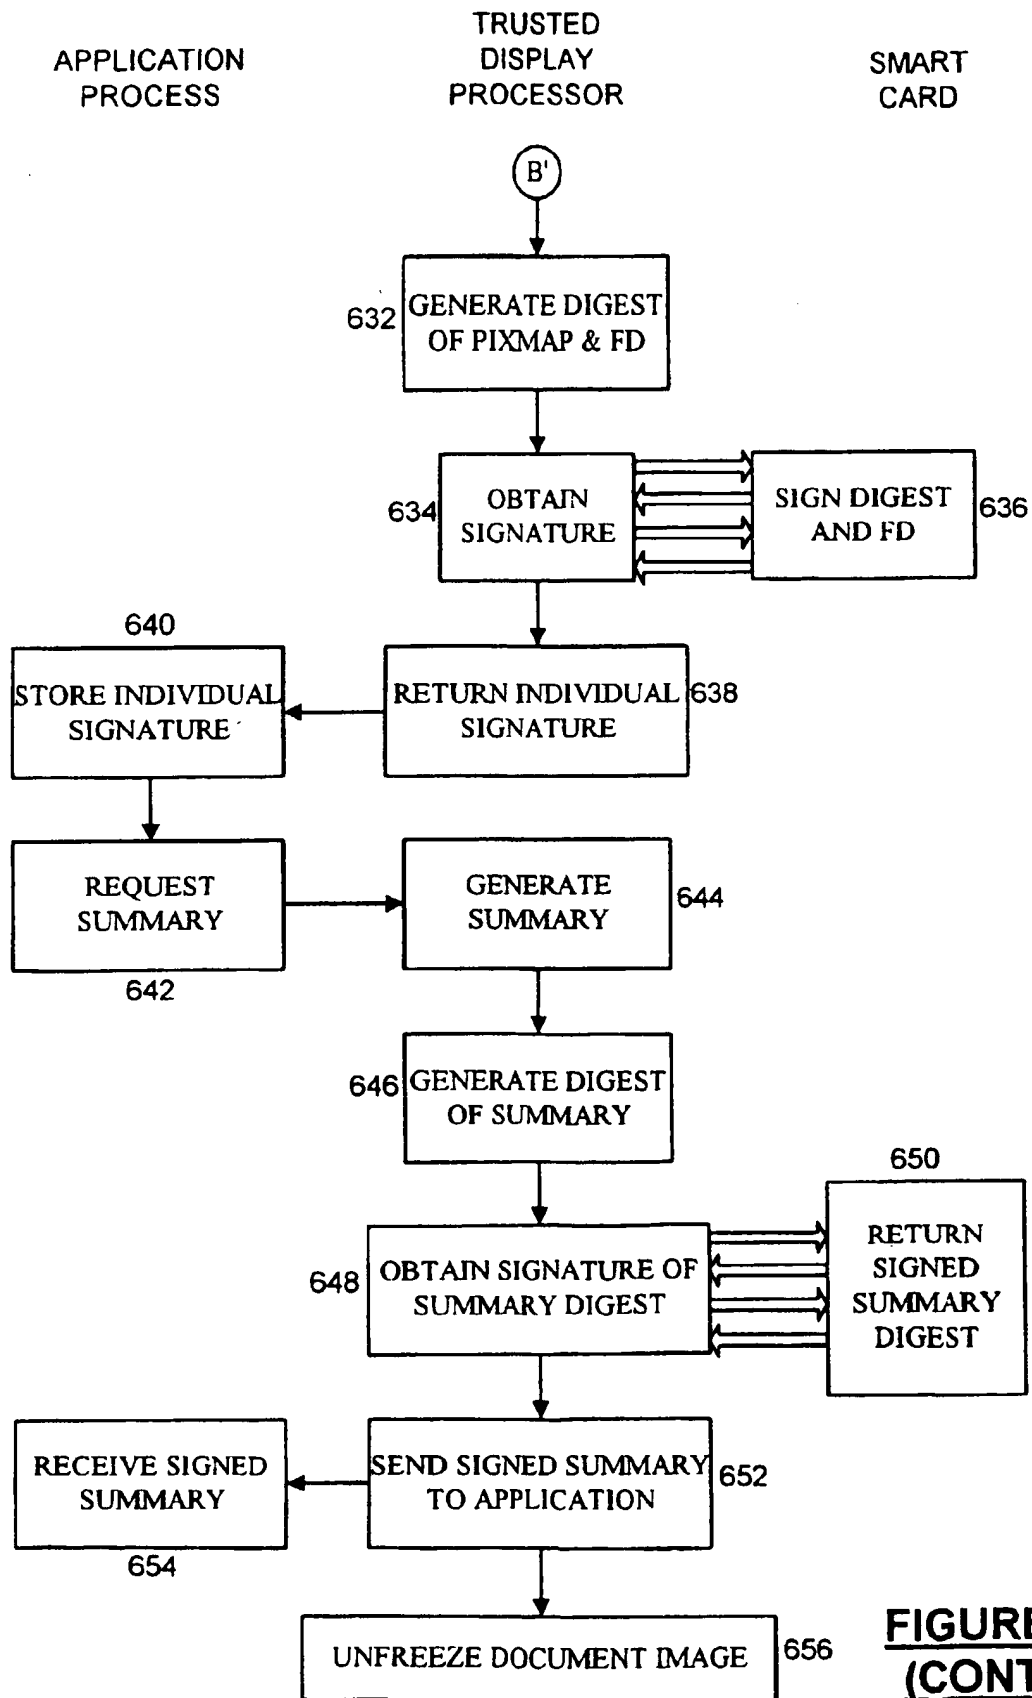 APPLICATION
PROCESS
TRUSTED
DISPLAY
PROCESSOR
SMART
CARD
B'
632
GENERATE DIGEST
OF PIXMAP & FD
634
OBTAIN
SIGNATURE
SIGN DIGEST
AND FD
636
640
STORE INDIVIDUAL
SIGNATURE
RETURN INDIVIDUAL
SIGNATURE
638
REQUEST
SUMMARY
642
GENERATE
SUMMARY
644
646
GENERATE DIGEST
OF SUMMARY
648
OBTAIN SIGNATURE OF
SUMMARY DIGEST
650
RETURN
SIGNED
SUMMARY
DIGEST
RECEIVE SIGNED
SUMMARY
654
SEND SIGNED SUMMARY
TO APPLICATION
652
UNFREEZE DOCUMENT IMAGE
656
FIGURE
(CONT